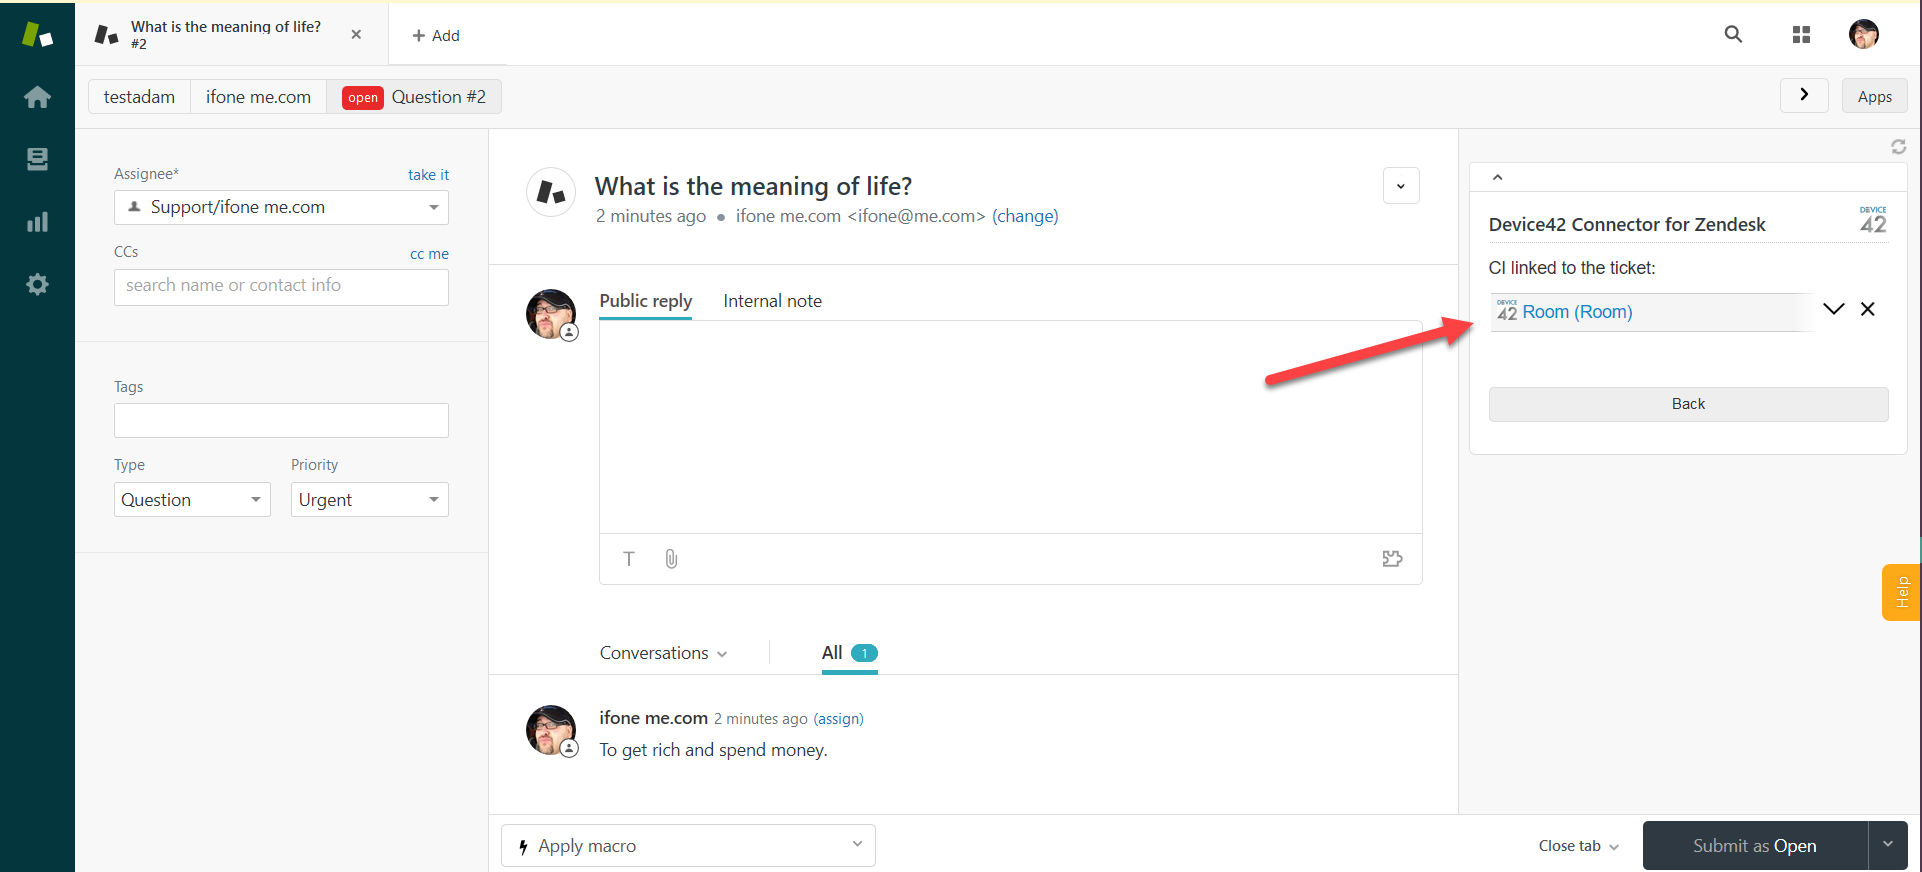 What is the meaning of life?
#2
Add
testadam
ifone me.com
open Question #2
Apps
Assignee*
take it
Support/ifone me.com
CCs
cc me
search name or contact info
Tags
Type
Priority
Question
Urgent
What is the meaning of life?
2 minutes ago ● ifone me.com <ifone@me.com> (change)
Public reply
Internal note
T
Conversations
All 1
ifone me.com 2 minutes ago (assign)
To get rich and spend money.
Apply macro
Close tab
Submit as Open
Device42 Connector for Zendesk
DEVICE
42
CI linked to the ticket:
DEVICE
42
Room (Room)
Back
Help